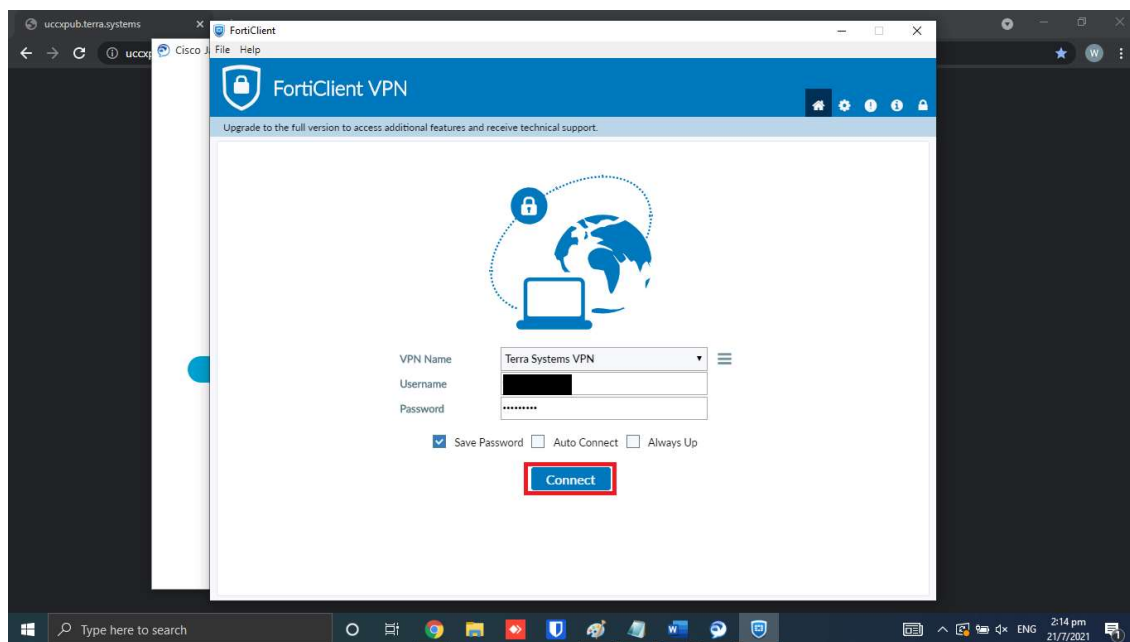 uccxpub.terra.systems
FortiClient
uccxp
Cisco J
File Help
FortiClient VPN
Upgrade to the full version to access additional features and receive technical support.
VPN Name
Terra Systems VPN
Username
Password
•••••••••
Save Password Auto Connect Always Up
Connect
W
Type here to search
ENG
2:14 pm
21/7/2021